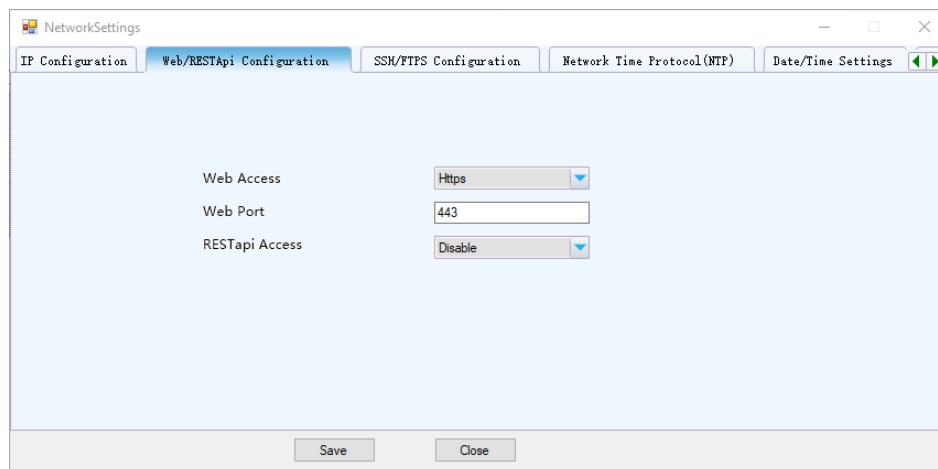 NetworkSettings
IP Configuration Web/RESTApi Configuration SSH/FTPS Configuration Network Time Protocol(NTP) Date/Time Settings
Web Access Https
Web Port 443
RESTapi Access Disable
Save Close